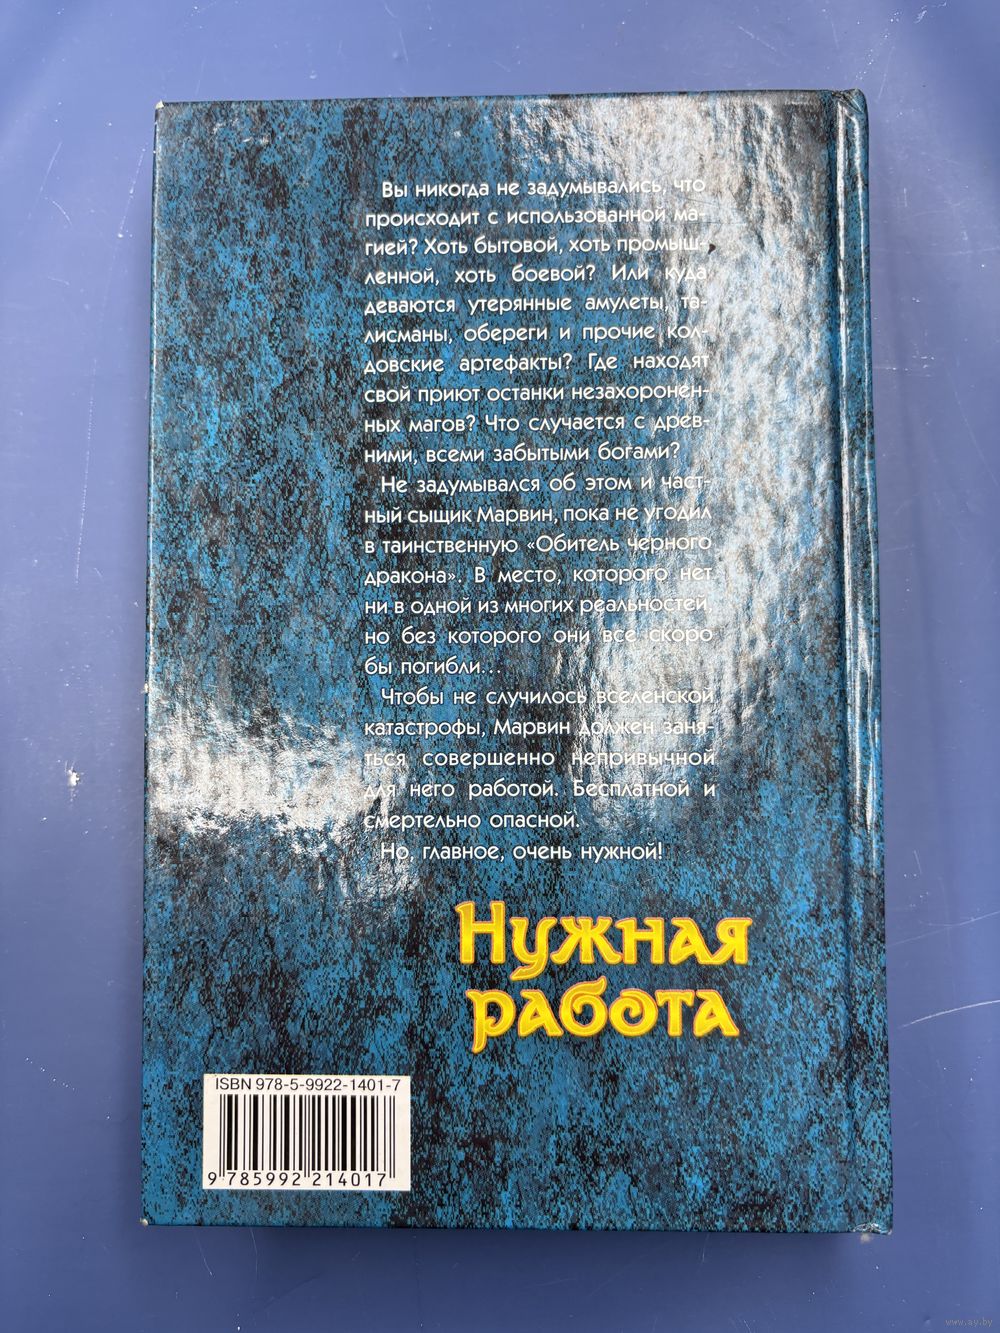 Вы никогда не задумывались, что
происходит с использованной ма-
гией? Хоть бытовой, хоть промыш-
ленной, хоть боевой? Или куда
деваются утерянные амулеты, та-
лисманы, обереги и прочие кол-
довские артефакты? Где находят
свой приют останки незахоронен-
ных магов? Что случается с древ-
ними, всеми забытыми богами?
Не задумывался об этом и част-
ный сыщик Марвин, пока не угодил
в таинственную «Обитель черного
дракона». В место, которого нет
ни в одной из многих реальностей,
но без которого они все скоро
бы погибли...
Чтобы не случилось вселенской
катастрофы, Марвин должен заня-
ться совершенно непривычной
для него работой. Бесплатной и
смертельно опасной.
Но, главное, очень нужной!
Нужная
работа
ISBN 978-5-9922-1401-7
9 785992 214017
www.ay.by